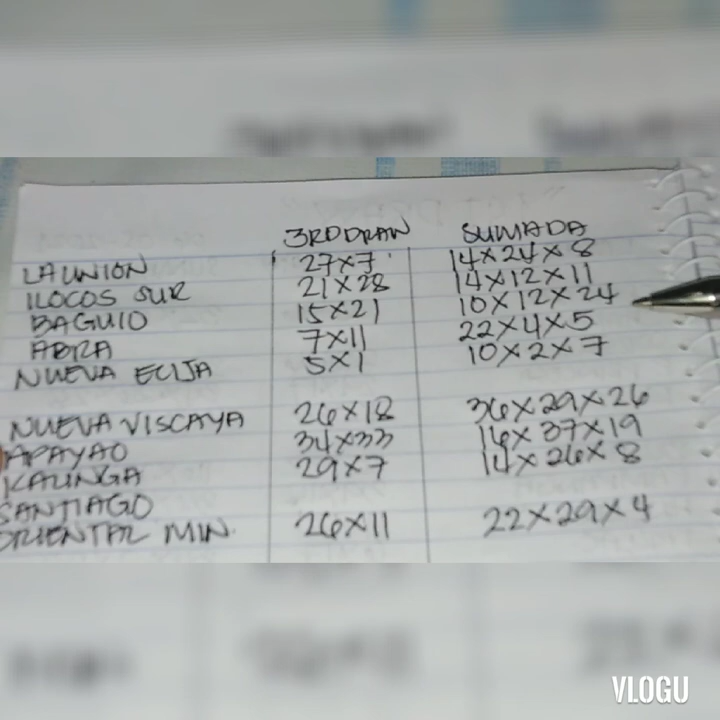 3RD DRAW SUMADA
LA UNION 27X7 14X24X8
ILOCOS SUR 21X28 14X12X11
BAGUIO 15X21 10X12X24
ABRA 7X11 22X4X5
NUEVA ECIJA 5X1 10X2X7
NUEVA VISCAYA 26X18 36X29X26
APAYAO 34X33 16X37X19
KALINGA 29X7 14X26X8
SANTIAGO
ORIENTAL MIN. 26X11 22X29X4
VLOGU